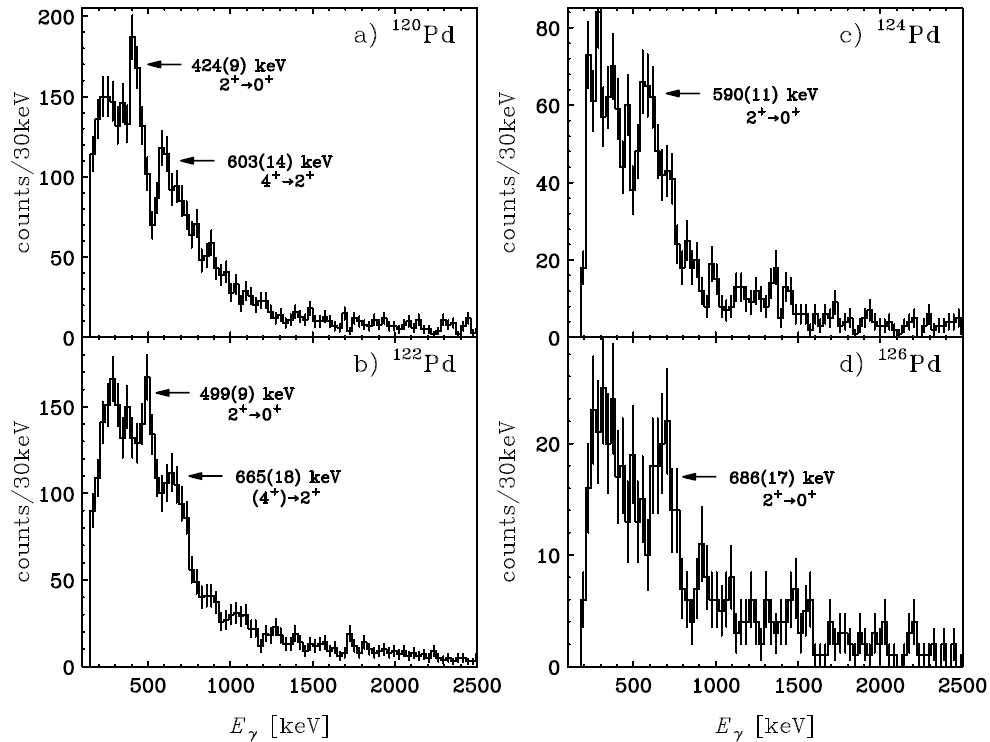 a) ¹²⁰Pd
200
150
100
50
0
counts/30keV
424(9) keV
2⁺→0⁺
603(14) keV
4⁺→2⁺
c) ¹²⁴Pd
80
60
40
20
0
counts/30keV
590(11) keV
2⁺→0⁺
b) ¹²²Pd
150
100
50
0
counts/30keV
499(9) keV
2⁺→0⁺
665(18) keV
(4⁺)→2⁺
500 1000 1500 2000 2500
E_γ [keV]
d) ¹²⁶Pd
20
10
0
counts/30keV
686(17) keV
2⁺→0⁺
500 1000 1500 2000 2500
E_γ [keV]